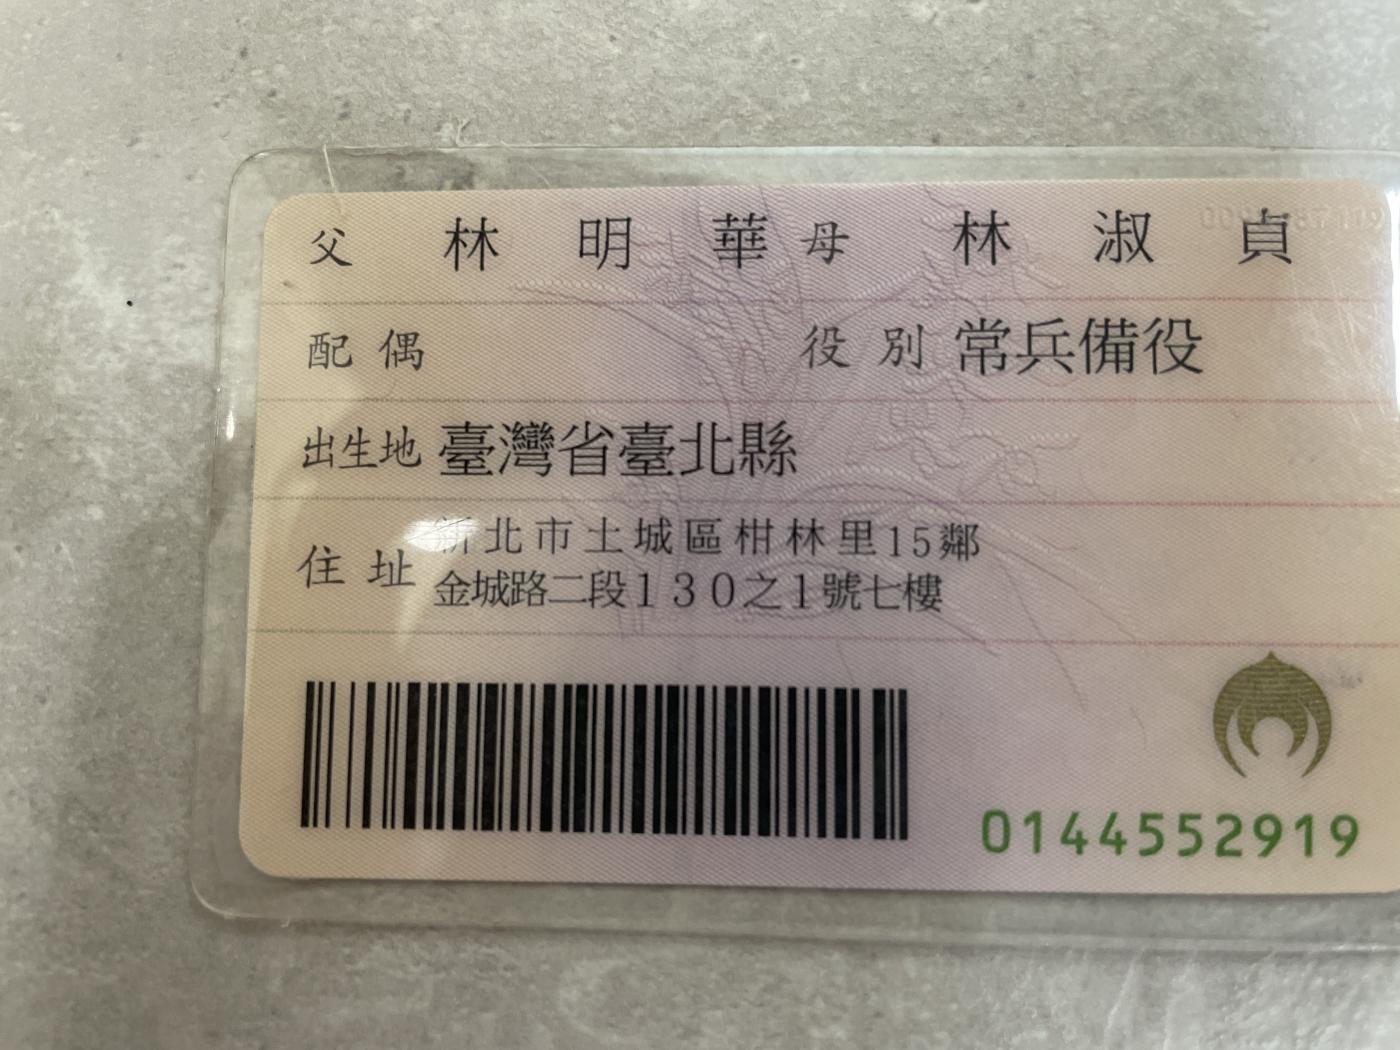 父 林明華 母 林淑貞
配偶 役別 常兵備役
出生地 臺灣省臺北縣
住址 新北市土城區柑林里15鄰
金城路二段130之1號七樓
0144552919